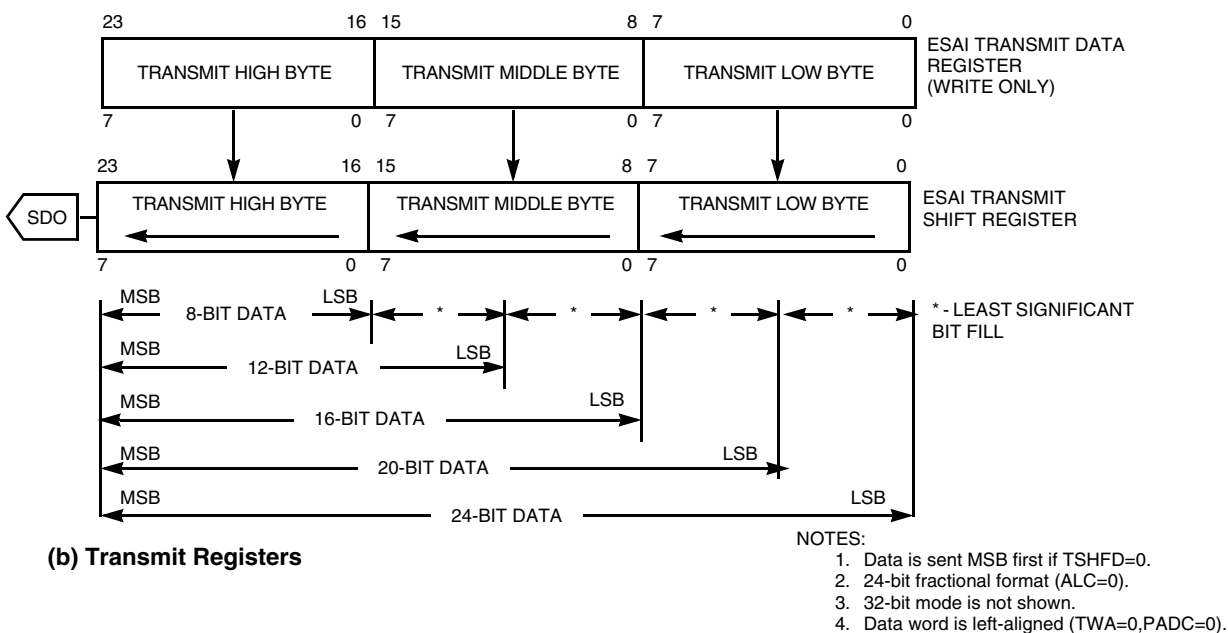 23 16 15 8 7 0
TRANSMIT HIGH BYTE TRANSMIT MIDDLE BYTE TRANSMIT LOW BYTE
ESAI TRANSMIT DATA
REGISTER
(WRITE ONLY)
7 0 7 0 7 0
23 16 15 8 7 0
SDO
TRANSMIT HIGH BYTE TRANSMIT MIDDLE BYTE TRANSMIT LOW BYTE
ESAI TRANSMIT
SHIFT REGISTER
7 0 7 0 7 0
MSB LSB
8-BIT DATA * * * *
* - LEAST SIGNIFICANT
BIT FILL
MSB LSB
12-BIT DATA
MSB LSB
16-BIT DATA
MSB LSB
20-BIT DATA
MSB LSB
24-BIT DATA
(b) Transmit Registers
NOTES:
1. Data is sent MSB first if TSHFD=0.
2. 24-bit fractional format (ALC=0).
3. 32-bit mode is not shown.
4. Data word is left-aligned (TWA=0,PADC=0).